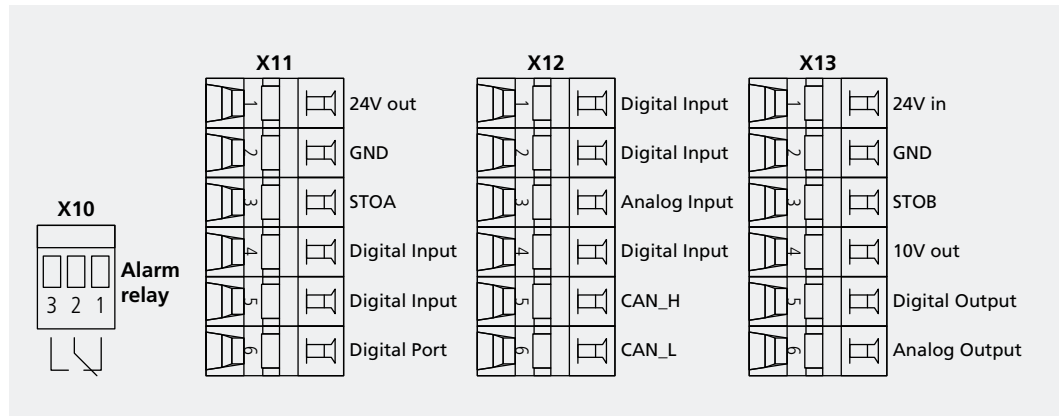 X11
1 24V out
2 GND
3 STOA
4 Digital Input
5 Digital Input
6 Digital Port
X12
1 Digital Input
2 Digital Input
3 Analog Input
4 Digital Input
5 CAN_H
6 CAN_L
X13
1 24V in
2 GND
3 STOB
4 10V out
5 Digital Output
6 Analog Output
X10
Alarm
relay
3 2 1